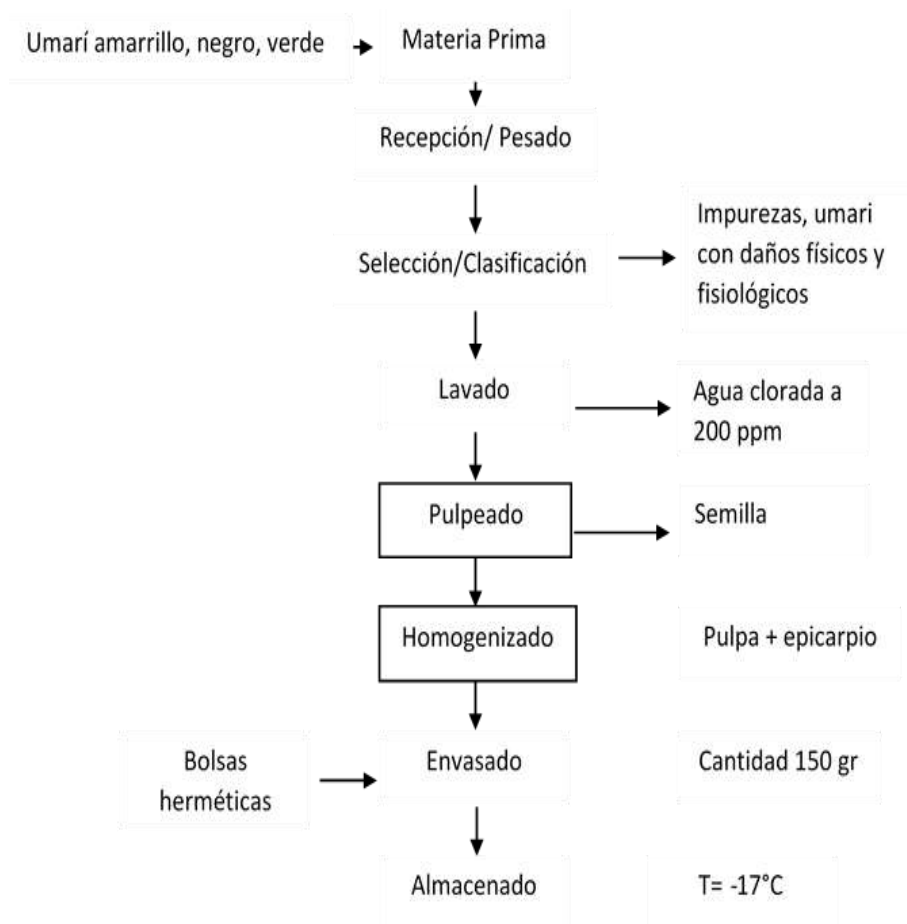 Umarí amarrillo, negro, verde
Materia Prima
Recepción/ Pesado
Selección/Clasificación
Impurezas, umari
con daños físicos y
fisiológicos
Lavado
Agua clorada a
200 ppm
Pulpeado
Semilla
Homogenizado
Pulpa + epicarpio
Bolsas
herméticas
Envasado
Cantidad 150 gr
Almacenado
T= -17°C